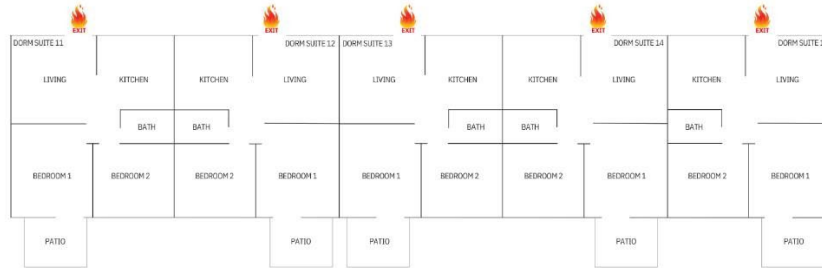 EXIT EXIT EXIT EXIT EXIT
DORM SUITE 11 DORM SUITE 12 DORM SUITE 13 DORM SUITE 14 DORM SUITE 1
LIVING KITCHEN KITCHEN LIVING LIVING KITCHEN KITCHEN LIVING KITCHEN LIVING
BATH BATH BATH BATH BATH
BEDROOM 1 BEDROOM 2 BEDROOM 2 BEDROOM 1 BEDROOM 1 BEDROOM 2 BEDROOM 2 BEDROOM 1 BEDROOM 2 BEDROOM 1
PATIO PATIO PATIO PATIO PATIO